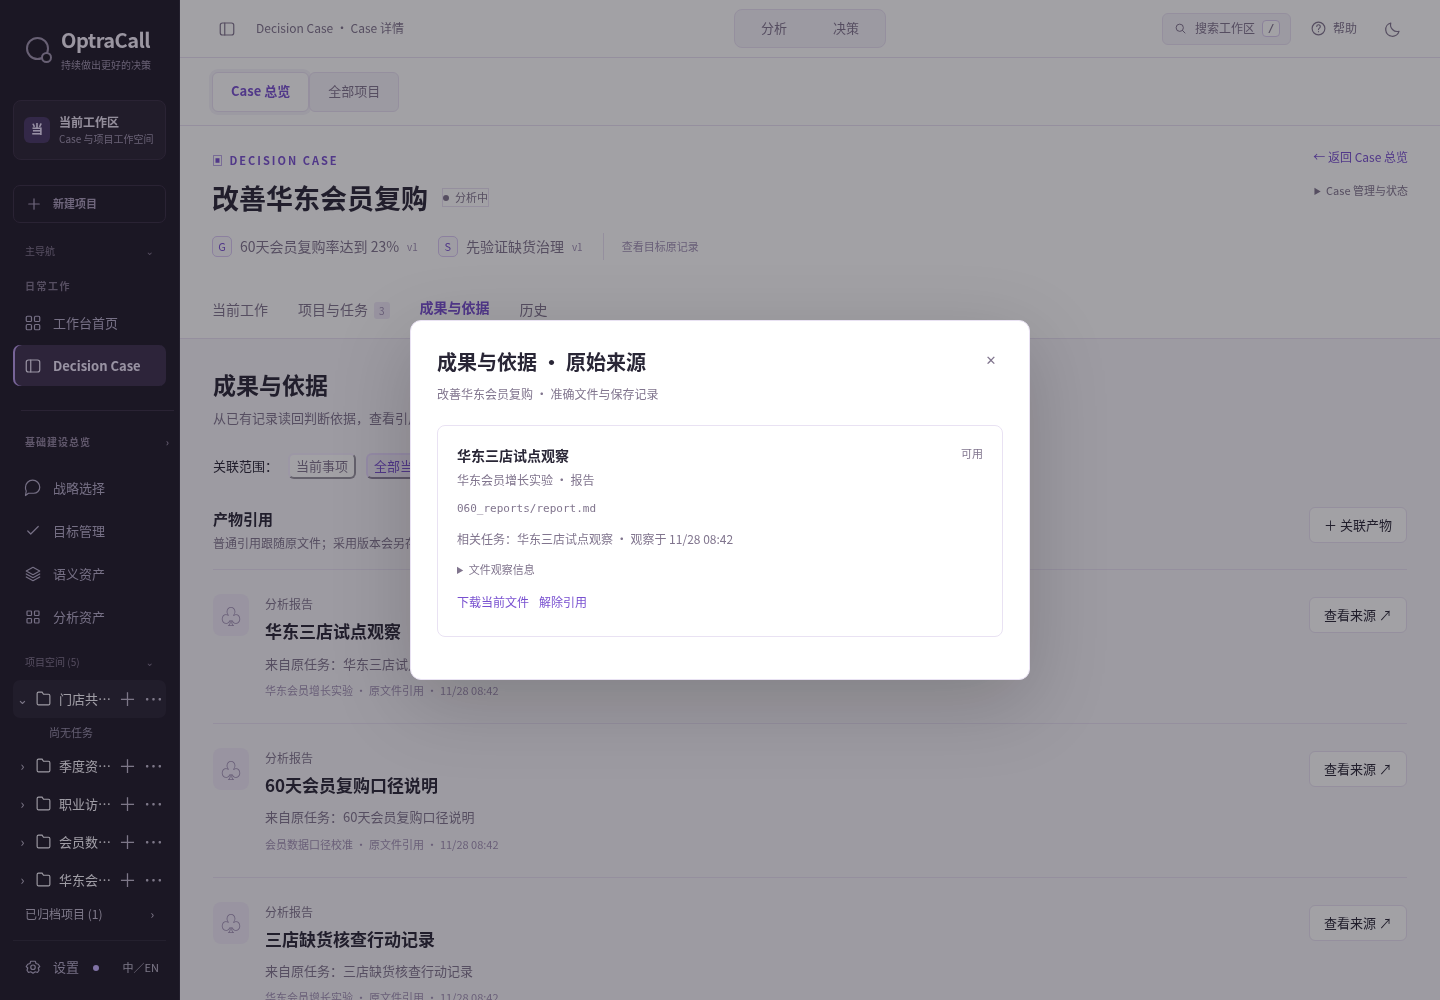 OptraCall
持续做出更好的决策
当
当前工作区
Case 与项目工作空间
新建项目
主导航
日常工作
工作台首页
Decision Case
基础建设总览
战略选择
目标管理
语义资产
分析资产
项目空间 (5)
门店共…
尚无任务
季度资…
职业访…
会员数…
华东会…
已归档项目 (1)
设置
中／EN
Decision Case · Case 详情
分析
决策
搜索工作区 /
帮助
Case 总览
全部项目
DECISION CASE
← 返回 Case 总览
改善华东会员复购
分析中
▶ Case 管理与状态
G 60天会员复购率达到 23% v1
S 先验证缺货治理 v1
查看目标原记录
当前工作
项目与任务 3
成果与依据
历史
成果与依据
从已有记录读回判断依据，查看引
关联范围：
当前事项
全部当
产物引用
普通引用跟随原文件；采用版本会另存
＋ 关联产物
分析报告
华东三店试点观察
来自原任务：华东三店试
华东会员增长实验 · 原文件引用 · 11/28 08:42
查看来源 ↗
分析报告
60天会员复购口径说明
来自原任务：60天会员复购口径说明
会员数据口径校准 · 原文件引用 · 11/28 08:42
查看来源 ↗
分析报告
三店缺货核查行动记录
来自原任务：三店缺货核查行动记录
华东会员增长实验 · 原文件引用 · 11/28 08:42
查看来源 ↗
成果与依据 · 原始来源
×
改善华东会员复购 · 准确文件与保存记录
华东三店试点观察
可用
华东会员增长实验 · 报告
060_reports/report.md
相关任务：华东三店试点观察 · 观察于 11/28 08:42
▶ 文件观察信息
下载当前文件 解除引用